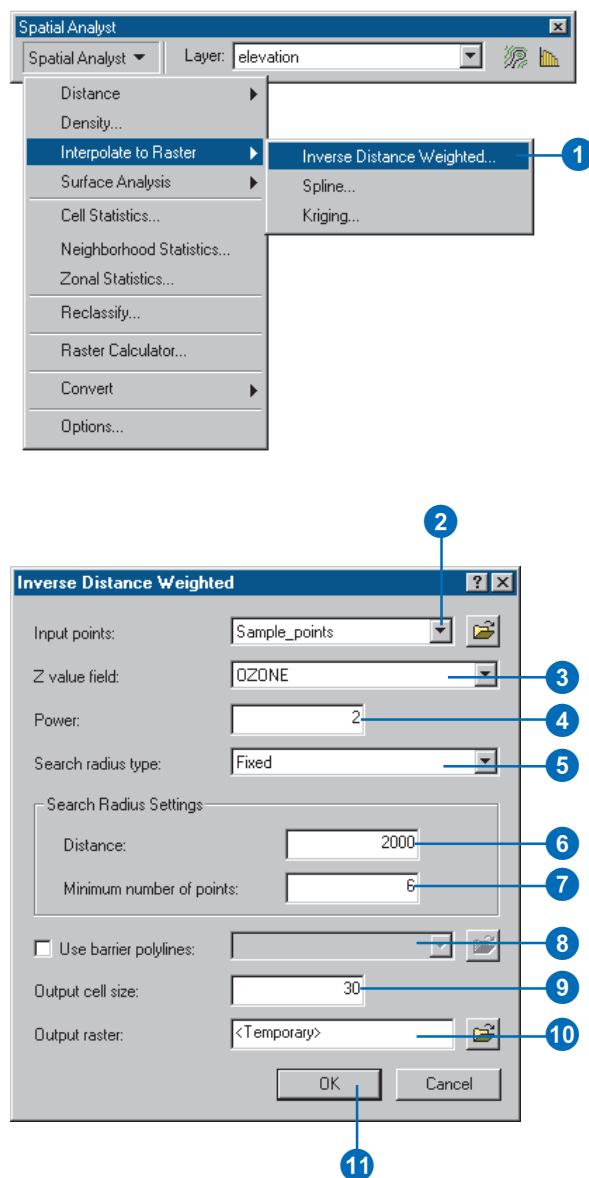 Spatial Analyst
Spatial Analyst Layer: elevation
Distance
Density...
Interpolate to Raster
Inverse Distance Weighted...
1
Surface Analysis
Spline...
Cell Statistics...
Kriging...
Neighborhood Statistics...
Zonal Statistics...
Reclassify...
Raster Calculator...
Convert
Options...
2
Inverse Distance Weighted ?
Input points: Sample_points
Z value field: OZONE 3
Power: 2 4
Search radius type: Fixed 5
Search Radius Settings
Distance: 2000 6
Minimum number of points: 6 7
Use barrier polylines: 8
Output cell size: 30 9
Output raster: <Temporary> 10
OK Cancel
11